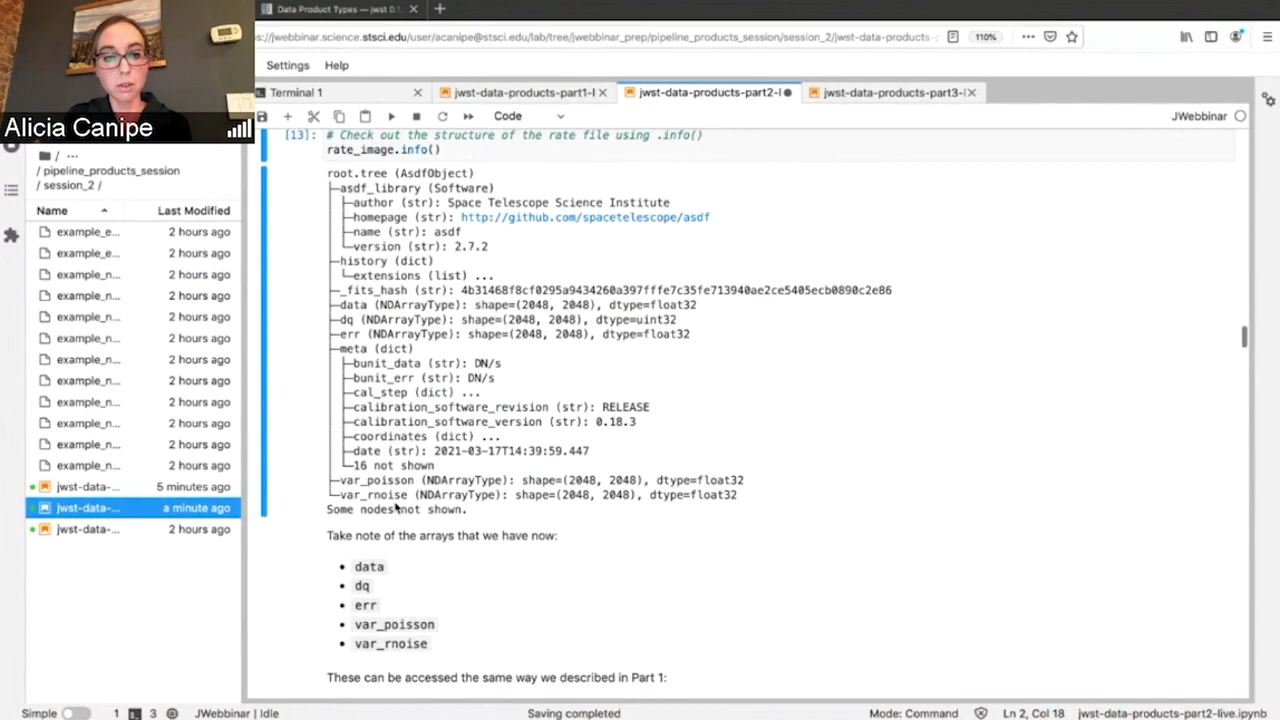 Data Product Types — jwst 0.1
s://jwebbinar.science.stsci.edu/user/acanipe@stsci.edu/lab/tree/jwebbinar_prep/pipeline_products_session/session_2/jwst-data-products-
110%
Settings Help
Terminal 1
jwst-data-products-part1-l
jwst-data-products-part2-l
jwst-data-products-part3-l
Code
JWebbinar
Alicia Canipe
/ ...
/ pipeline_products_session
/ session_2 /
Name Last Modified
example_e... 2 hours ago
example_e... 2 hours ago
example_n... 2 hours ago
example_n... 2 hours ago
example_n... 2 hours ago
example_n... 2 hours ago
example_n... 2 hours ago
example_n... 2 hours ago
example_n... 2 hours ago
example_n... 2 hours ago
example_n... 2 hours ago
example_n... 2 hours ago
jwst-data-... 5 minutes ago
jwst-data-... a minute ago
jwst-data-... 2 hours ago
[13]: # Check out the structure of the rate file using .info()
rate_image.info()
root.tree (AsdfObject)
├─asdf_library (Software)
│ ├─author (str): Space Telescope Science Institute
│ ├─homepage (str): http://github.com/spacetelescope/asdf
│ ├─name (str): asdf
│ └─version (str): 2.7.2
├─history (dict)
│ └─extensions (list) ...
├─_fits_hash (str): 4b31468f8cf0295a9434260a397fffe7c35fe713940ae2ce5405ecb0890c2e86
├─data (NDArrayType): shape=(2048, 2048), dtype=float32
├─dq (NDArrayType): shape=(2048, 2048), dtype=uint32
├─err (NDArrayType): shape=(2048, 2048), dtype=float32
├─meta (dict)
│ ├─bunit_data (str): DN/s
│ ├─bunit_err (str): DN/s
│ ├─cal_step (dict) ...
│ ├─calibration_software_revision (str): RELEASE
│ ├─calibration_software_version (str): 0.18.3
│ ├─coordinates (dict) ...
│ ├─date (str): 2021-03-17T14:39:59.447
│ └─16 not shown
├─var_poisson (NDArrayType): shape=(2048, 2048), dtype=float32
└─var_rnoise (NDArrayType): shape=(2048, 2048), dtype=float32
Some nodes not shown.
Take note of the arrays that we have now:
• data
• dq
• err
• var_poisson
• var_rnoise
These can be accessed the same way we described in Part 1:
Simple 1 3 JWebbinar | Idle Saving completed Mode: Command Ln 2, Col 18 jwst-data-products-part2-live.ipynb